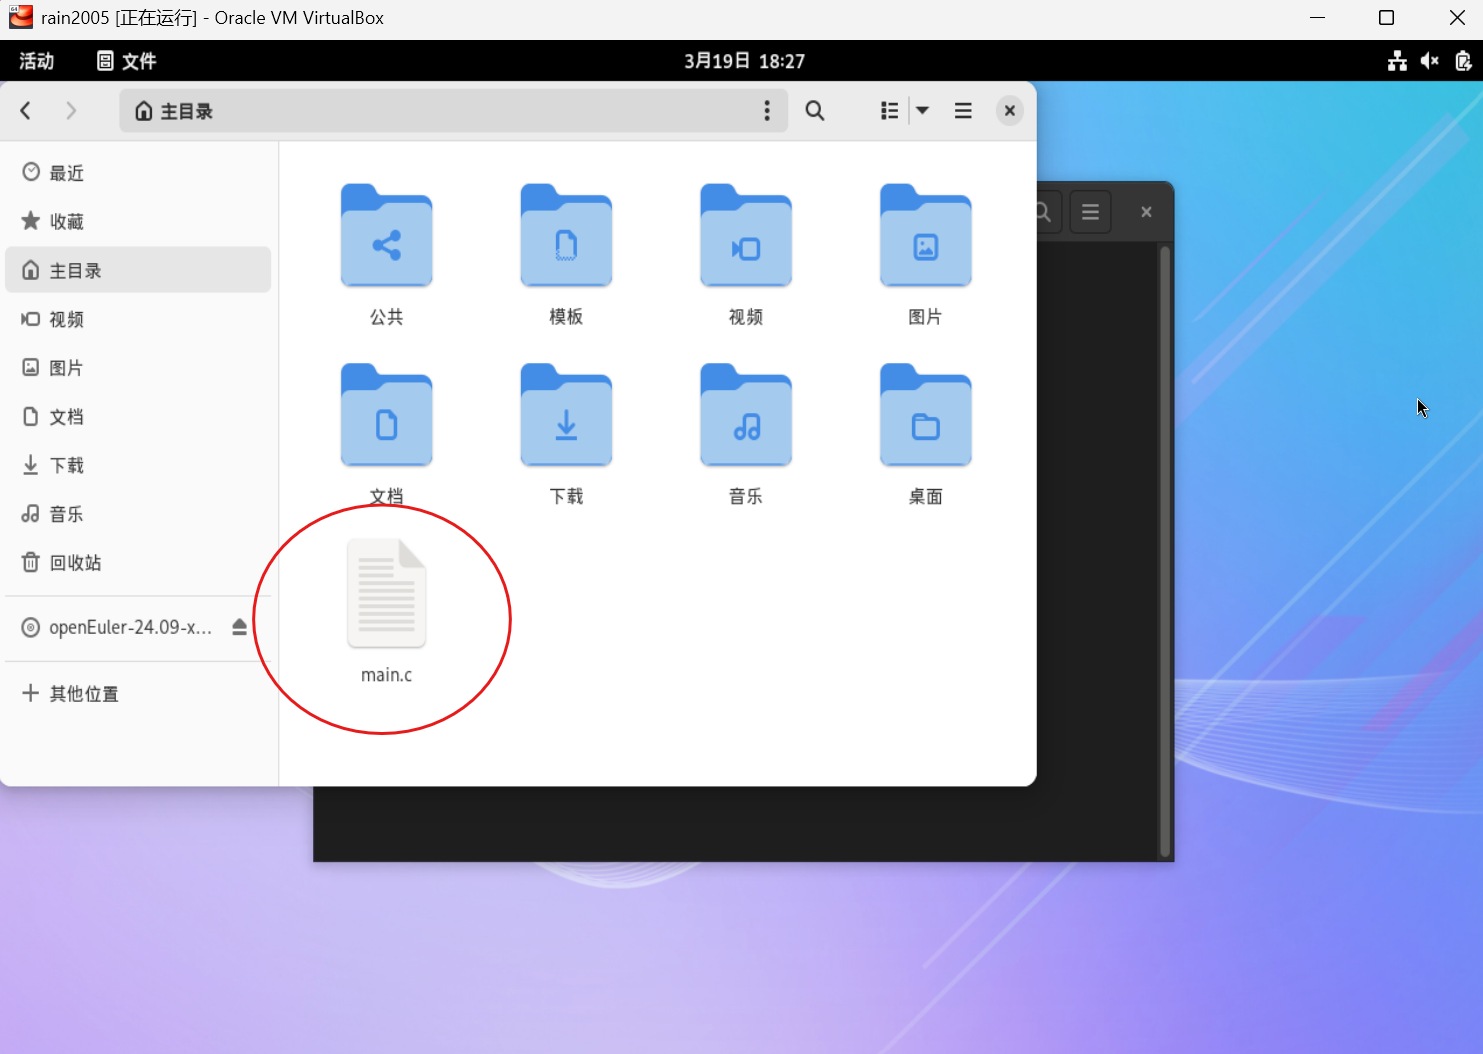 rain2005 [正在运行] - Oracle VM VirtualBox
活动 文件 3月19日 18:27
主目录
最近
收藏
主目录
视频
图片
文档
下载
音乐
回收站
openEuler-24.09-x...
其他位置
公共 模板 视频 图片
文档 下载 音乐 桌面
main.c